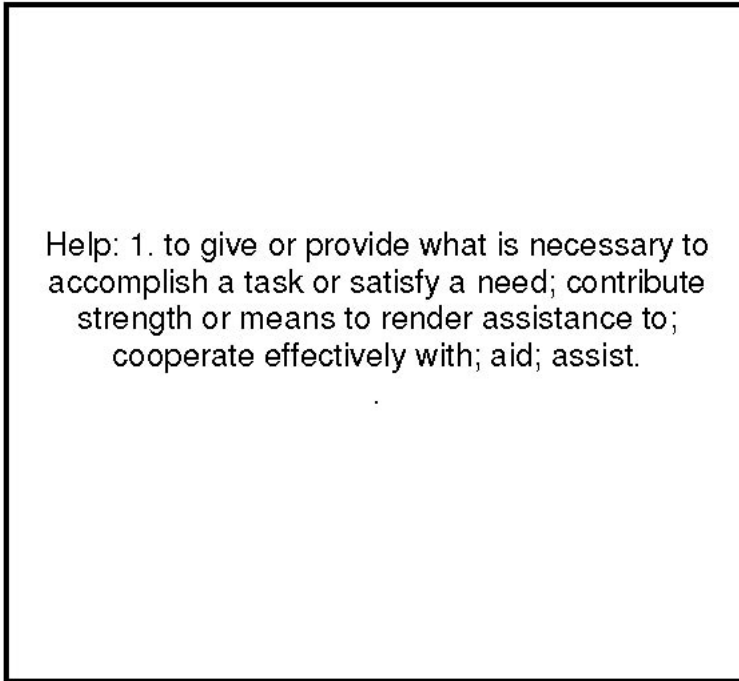 Help: 1. to give or provide what is necessary to
accomplish a task or satisfy a need; contribute
strength or means to render assistance to;
cooperate effectively with; aid; assist.
.